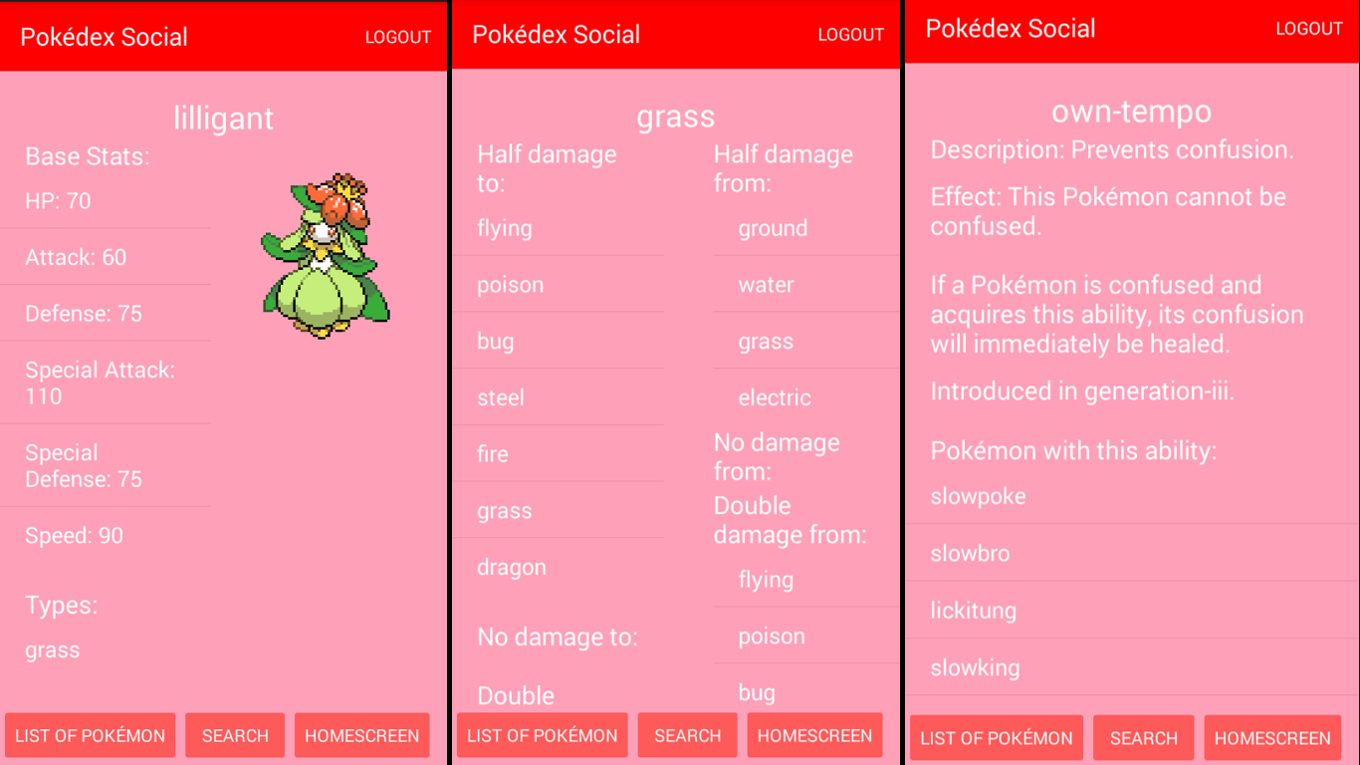 Pokédex Social
LOGOUT
lilligant
Base Stats:
HP: 70
Attack: 60
Defense: 75
Special Attack:
110
Special
Defense: 75
Speed: 90
Types:
grass
LIST OF POKÉMON
SEARCH
HOMESCREEN
Pokédex Social
LOGOUT
grass
Half damage
to:
flying
poison
bug
steel
fire
grass
dragon
No damage to:
Double
Half damage
from:
ground
water
grass
electric
No damage
from:
Double
damage from:
flying
poison
bug
LIST OF POKÉMON
SEARCH
HOMESCREEN
Pokédex Social
LOGOUT
own-tempo
Description: Prevents confusion.
Effect: This Pokémon cannot be
confused.
If a Pokémon is confused and
acquires this ability, its confusion
will immediately be healed.
Introduced in generation-iii.
Pokémon with this ability:
slowpoke
slowbro
lickitung
slowking
LIST OF POKÉMON
SEARCH
HOMESCREEN